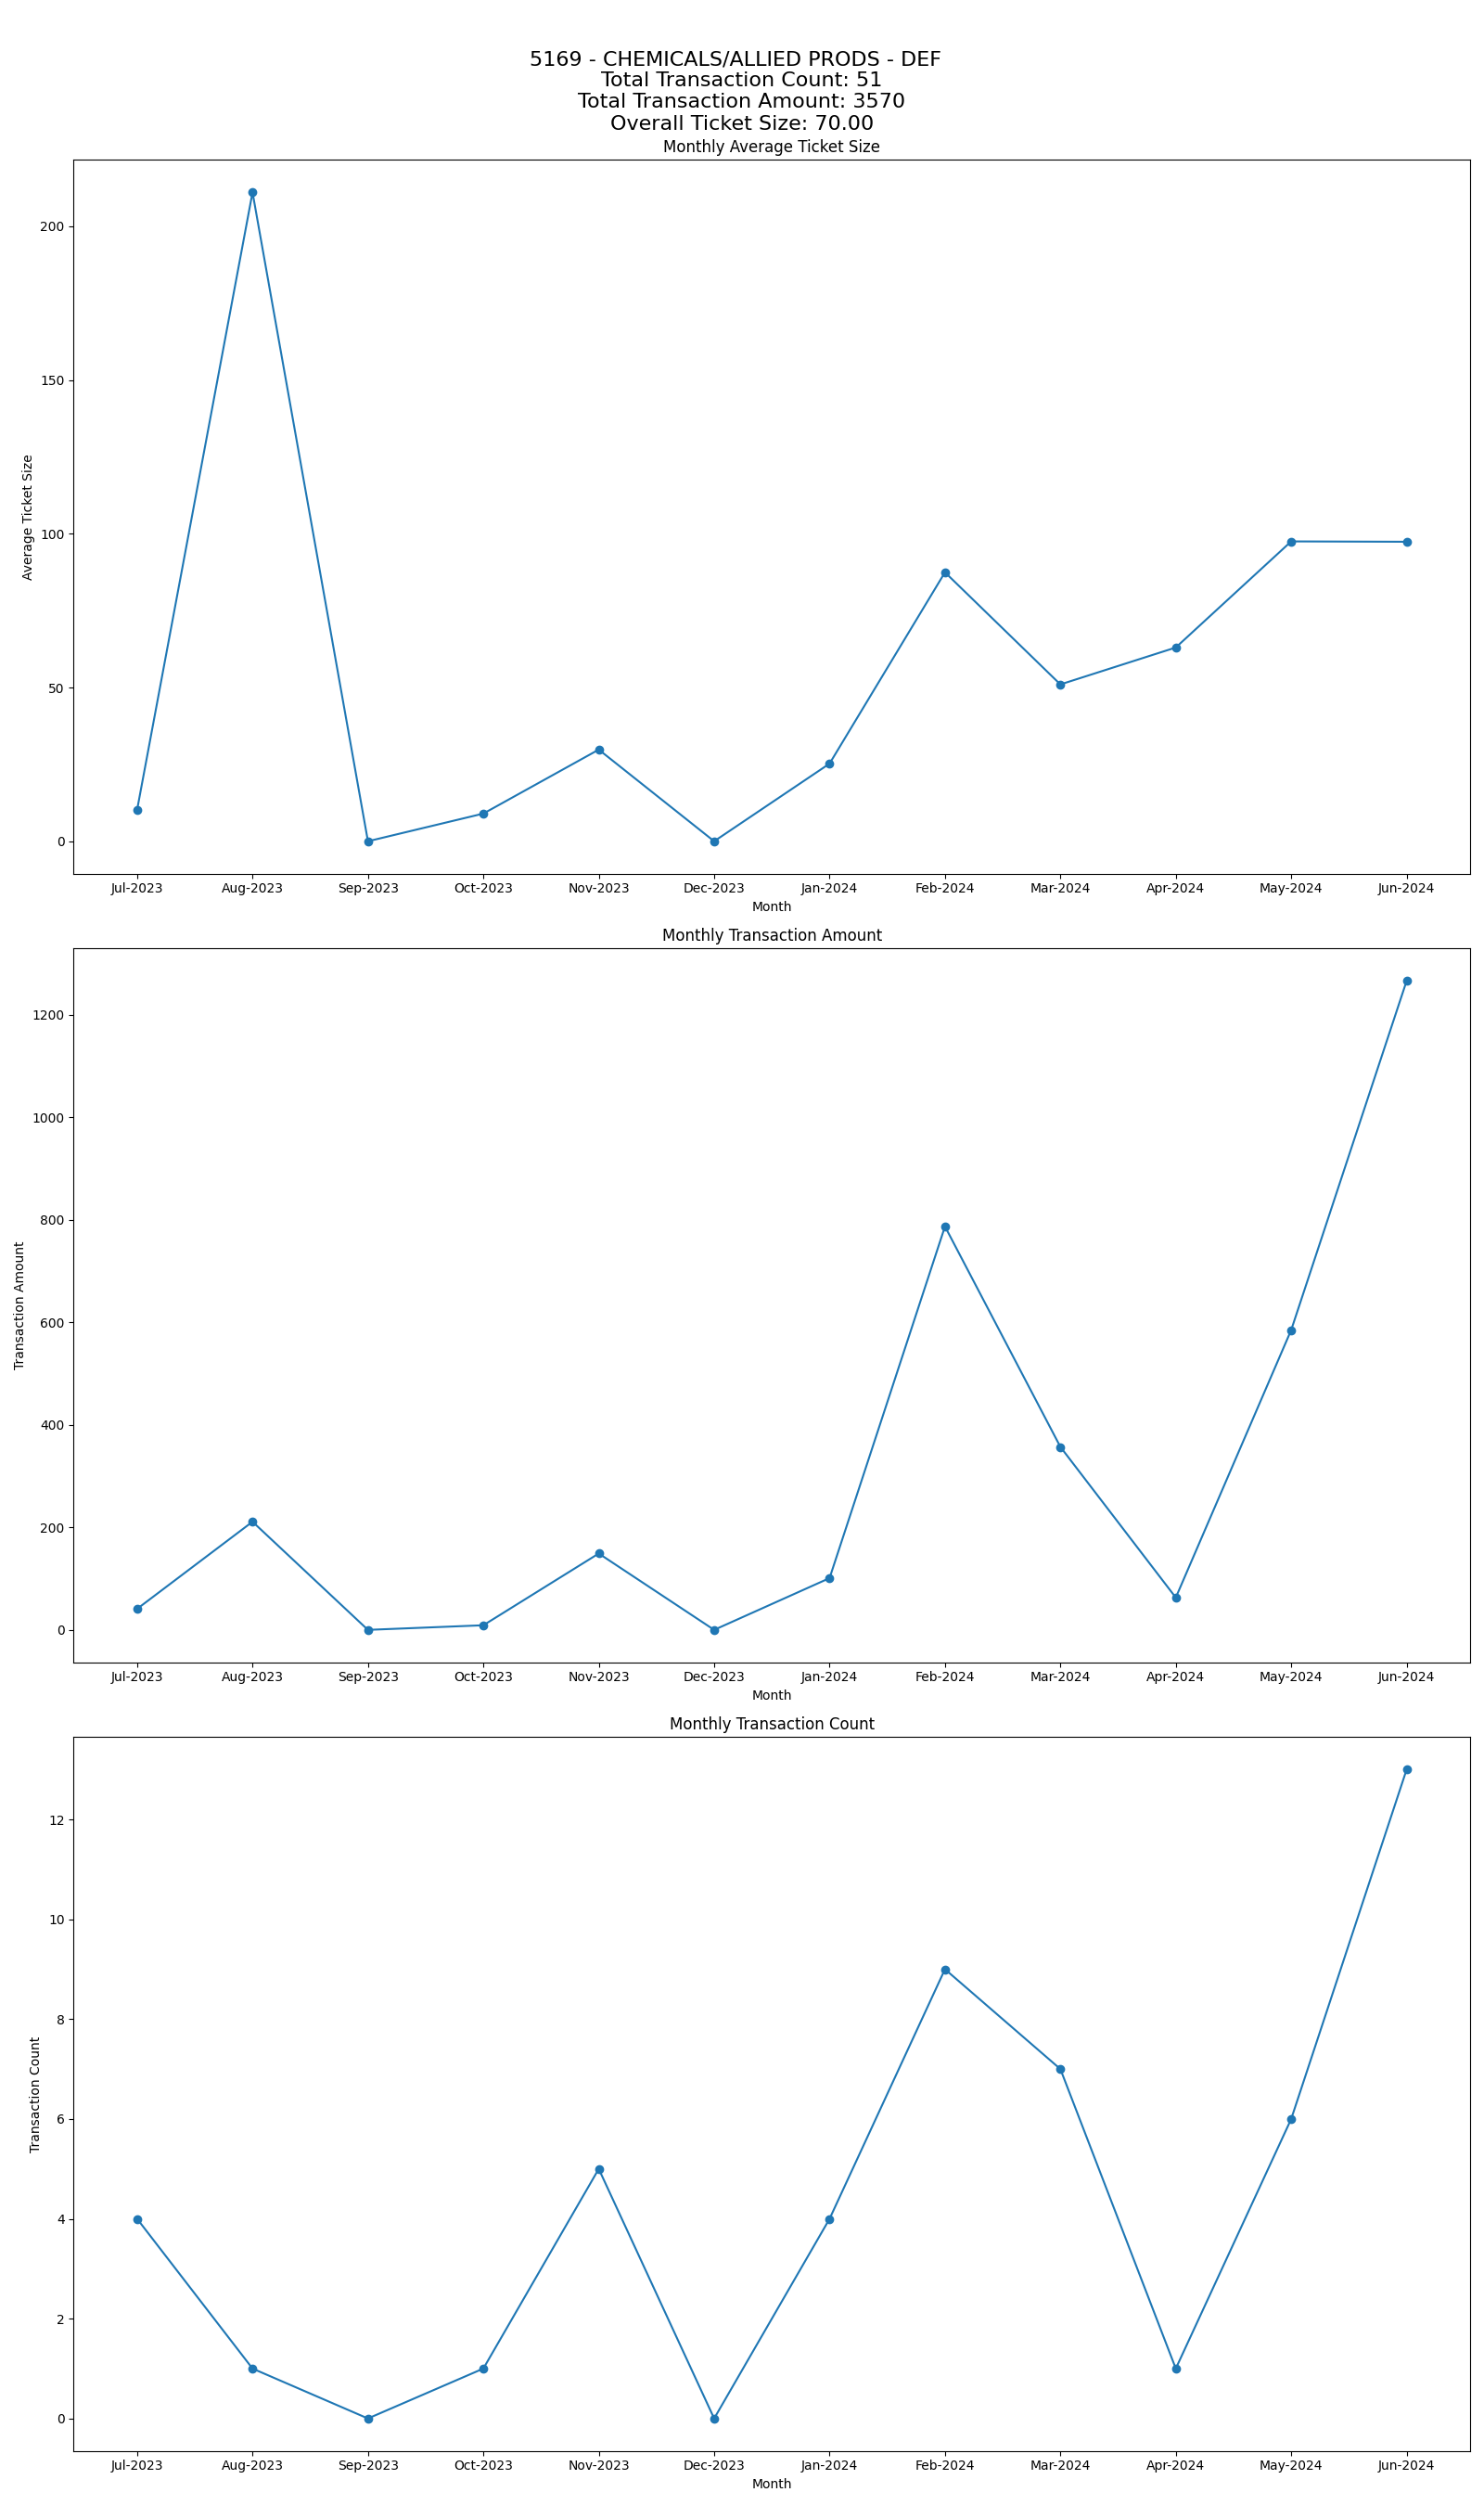 5169 - CHEMICALS/ALLIED PRODS - DEF
Total Transaction Count: 51
Total Transaction Amount: 3570
Overall Ticket Size: 70.00
Monthly Average Ticket Size
200
150
100
50
0
Average Ticket Size
Jul-2023 Aug-2023 Sep-2023 Oct-2023 Nov-2023 Dec-2023 Jan-2024 Feb-2024 Mar-2024 Apr-2024 May-2024 Jun-2024
Month
Monthly Transaction Amount
1200
1000
800
600
400
200
0
Transaction Amount
Jul-2023 Aug-2023 Sep-2023 Oct-2023 Nov-2023 Dec-2023 Jan-2024 Feb-2024 Mar-2024 Apr-2024 May-2024 Jun-2024
Month
Monthly Transaction Count
12
10
8
6
4
2
0
Transaction Count
Jul-2023 Aug-2023 Sep-2023 Oct-2023 Nov-2023 Dec-2023 Jan-2024 Feb-2024 Mar-2024 Apr-2024 May-2024 Jun-2024
Month